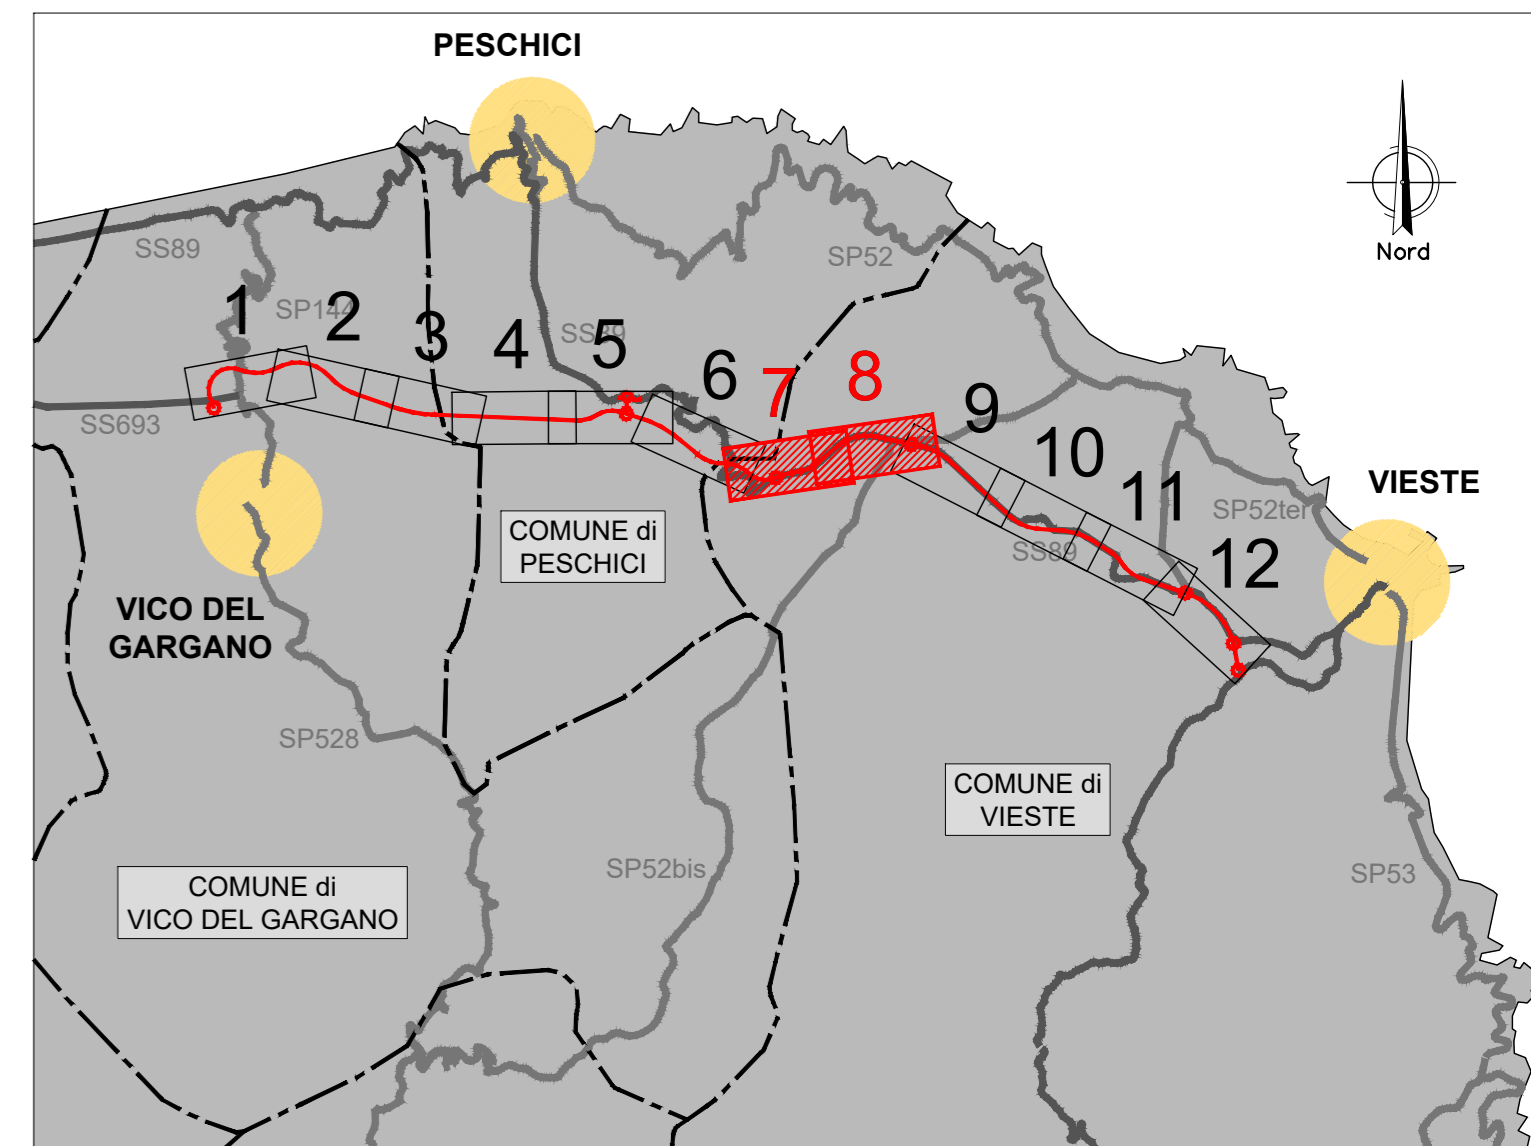 PESCHICI
Nord
SS89
SP52
1
SP144
2
3
4
SS89
5
6
7
8
9
SS693
10
11
VIESTE
SP52ter
COMUNE di
PESCHICI
SS89
12
VICO DEL
GARGANO
SP528
COMUNE di
VIESTE
SP52bis
SP53
COMUNE di
VICO DEL GARGANO